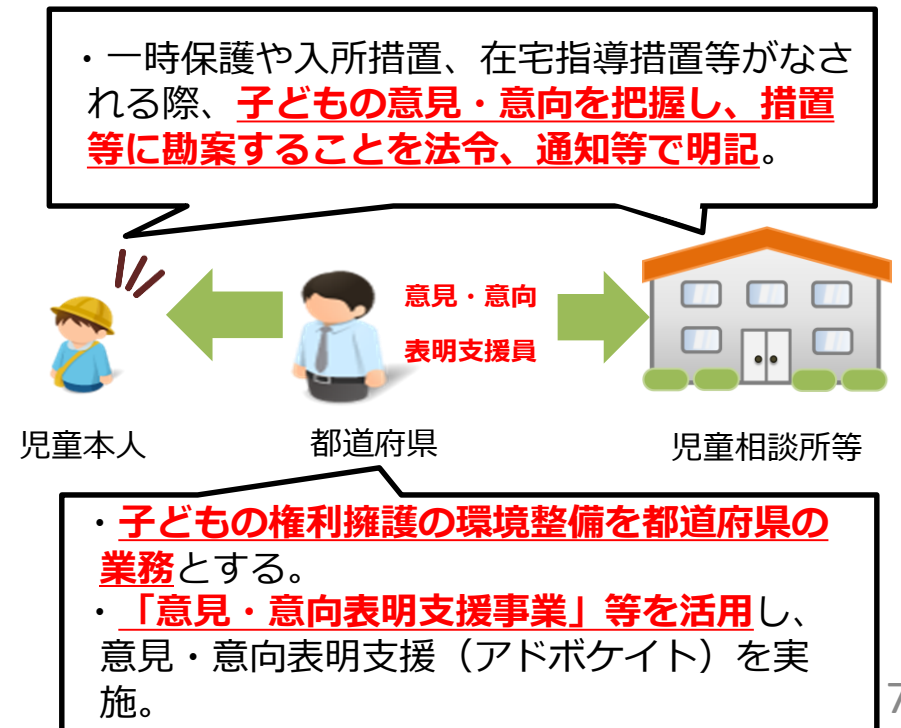 ・一時保護や入所措置、在宅指導措置等がなさ
れる際、子どもの意見・意向を把握し、措置
等に勘案することを法令、通知等で明記。
意見・意向
表明支援員
児童本人
都道府県
児童相談所等
・子どもの権利擁護の環境整備を都道府県の
業務とする。
・「意見・意向表明支援事業」等を活用し、
意見・意向表明支援（アドボケイト）を実
施。
7